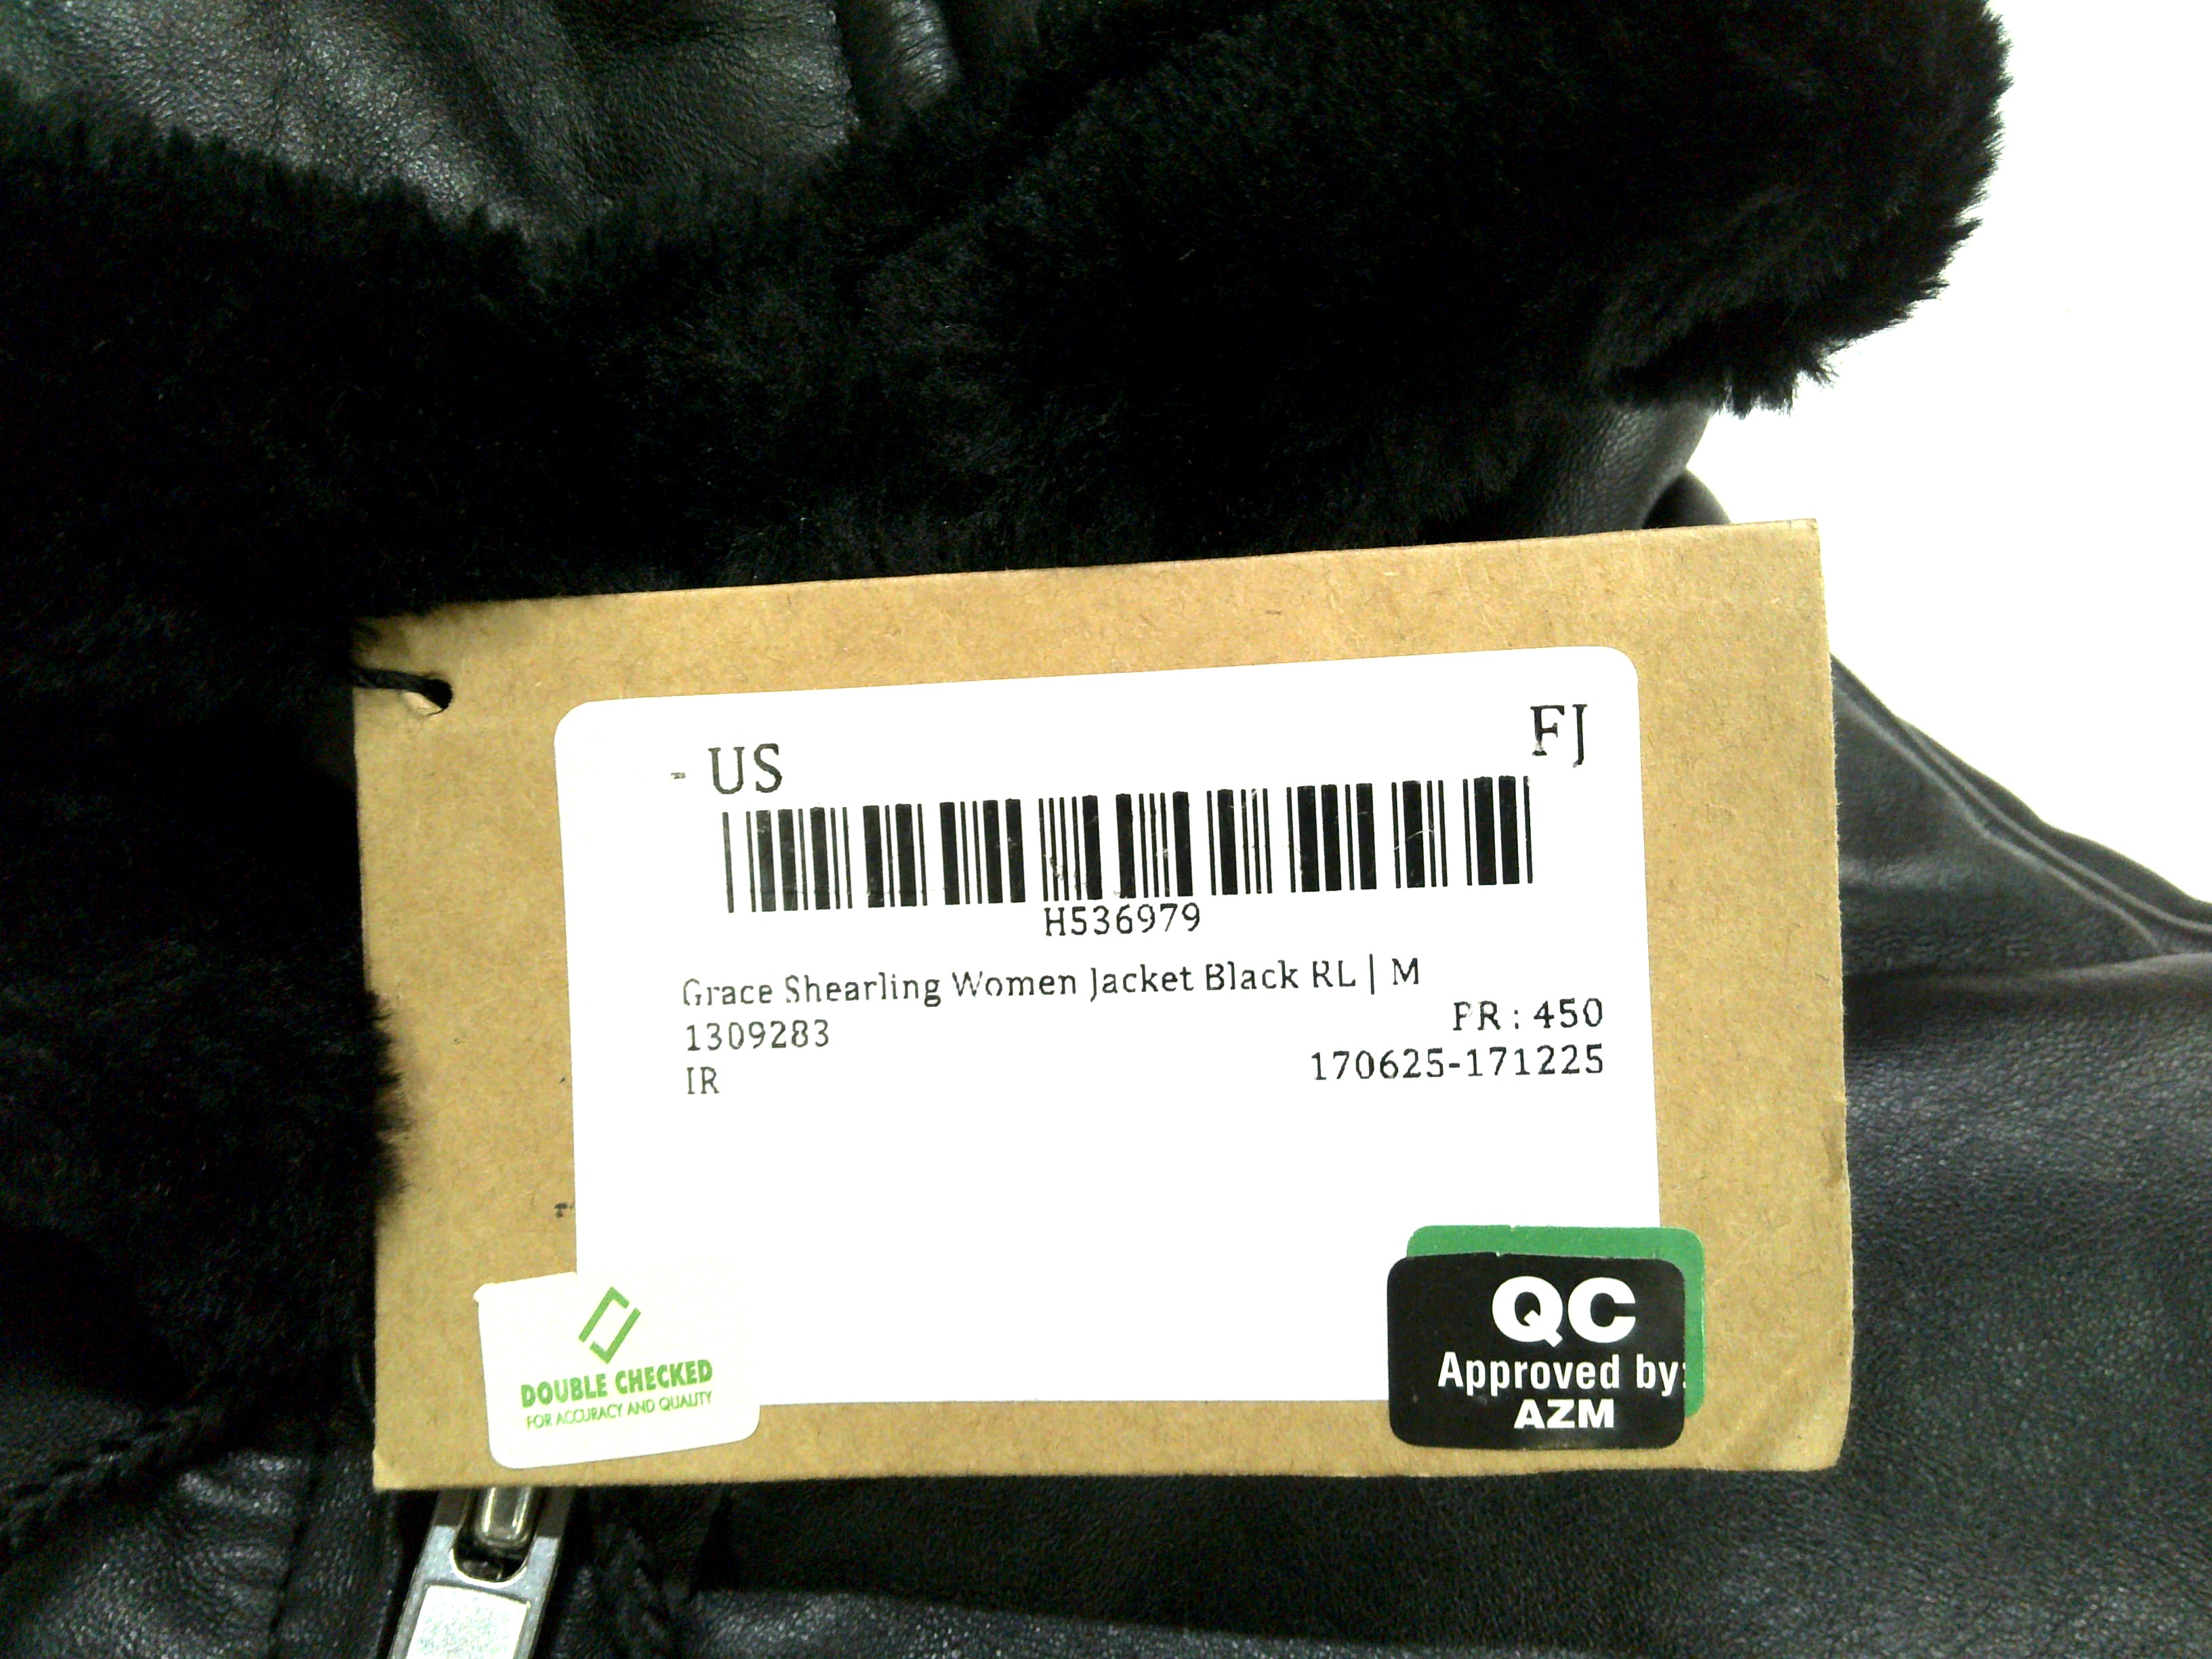 - US
FJ
H536979
Grace Shearling Women Jacket Black RL | M
1309283
PR : 450
IR
170625-171225
DOUBLE CHECKED
FOR ACCURACY AND QUALITY
QC
Approved by:
AZM